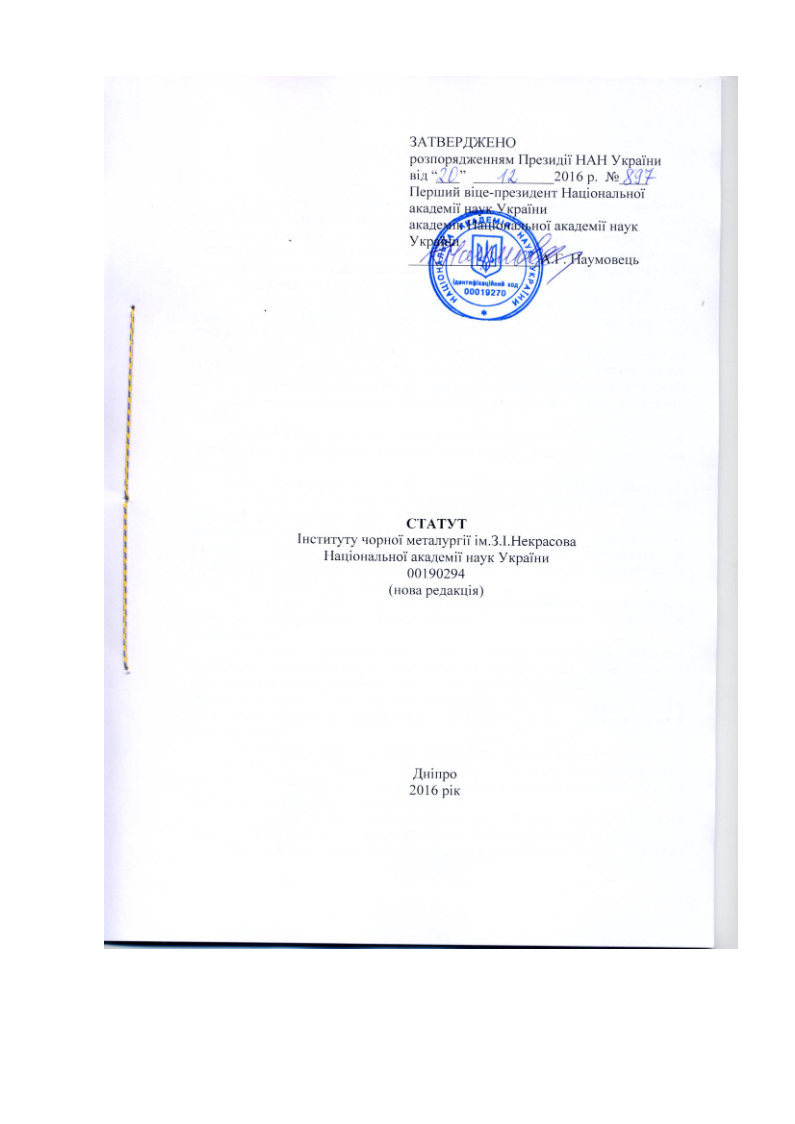 ЗАТВЕРДЖЕНО
розпорядженням Президії НАН України
від “20” 12 2016 р. № 897
Перший віце-президент Національної
академії наук України
академік Національної академії наук
України
А.Г. Наумовець
НАЦІОНАЛЬНА АКАДЕМІЯ НАУК УКРАЇНИ
Ідентифікаційний код
00019270
СТАТУТ
Інституту чорної металургії ім.З.І.Некрасова
Національної академії наук України
00190294
(нова редакція)
Дніпро
2016 рік